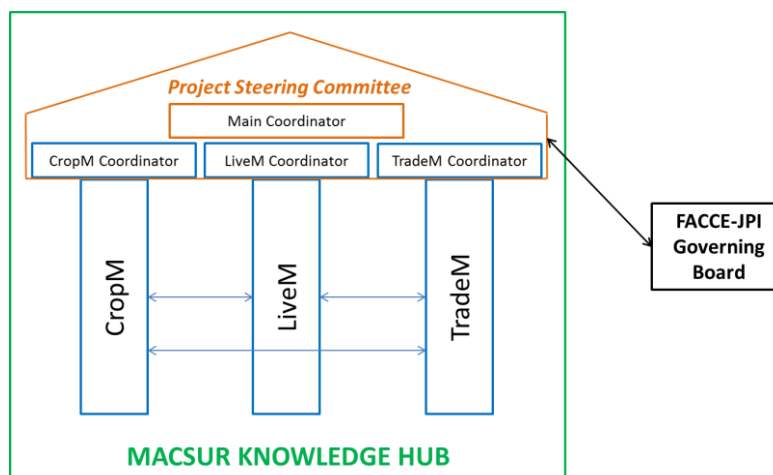 Project Steering Committee
Main Coordinator
CropM Coordinator
LiveM Coordinator
TradeM Coordinator
CropM
LiveM
TradeM
FACCE-JPI
Governing
Board
MACSUR KNOWLEDGE HUB